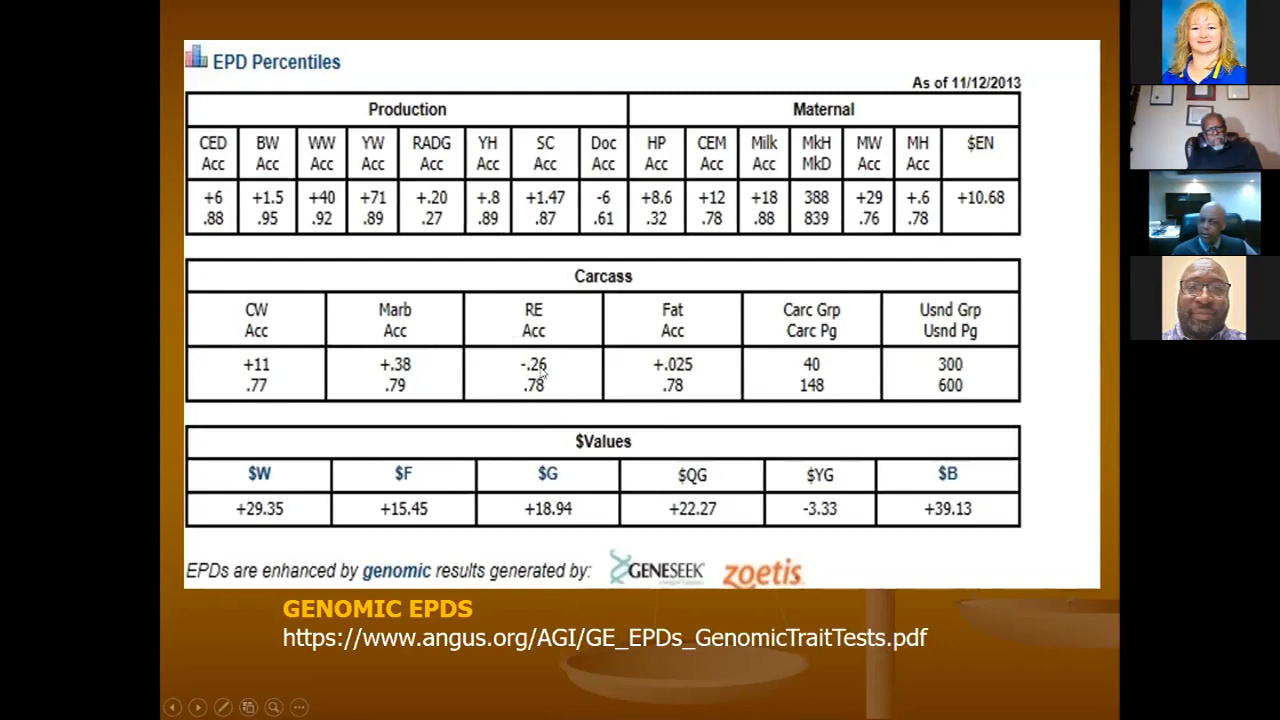 EPD Percentiles
As of 11/12/2013
Production Maternal
CED BW WW YW RADG YH SC Doc HP CEM Milk MkH MW MH $EN
Acc Acc Acc Acc Acc Acc Acc Acc Acc Acc Acc MkD Acc Acc
+6 +1.5 +40 +71 +.20 +.8 +1.47 -6 +8.6 +12 +18 388 +29 +.6 +10.68
.88 .95 .92 .89 .27 .89 .87 .61 .32 .78 .88 839 .76 .78
Carcass
CW Marb RE Fat Carc Grp Usnd Grp
Acc Acc Acc Acc Carc Pg Usnd Pg
+11 +.38 -.26 +.025 40 300
.77 .79 .78 .78 148 600
$Values
$W $F $G $QG $YG $B
+29.35 +15.45 +18.94 +22.27 -3.33 +39.13
EPDs are enhanced by genomic results generated by: GENESEEK zoetis
GENOMIC EPDS
https://www.angus.org/AGI/GE_EPDs_GenomicTraitTests.pdf